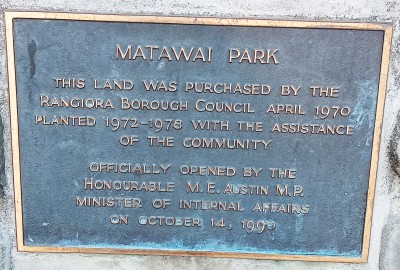 MATAWAI PARK
THIS LAND WAS PURCHASED BY THE
RANGIORA BOROUGH COUNCIL APRIL 1970
PLANTED 1972-1978 WITH THE ASSISTANCE
OF THE COMMUNITY
OFFICIALLY OPENED BY THE
HONOURABLE M.E. AUSTIN M.P.
MINISTER OF INTERNAL AFFAIRS
ON OCTOBER 14, 1990